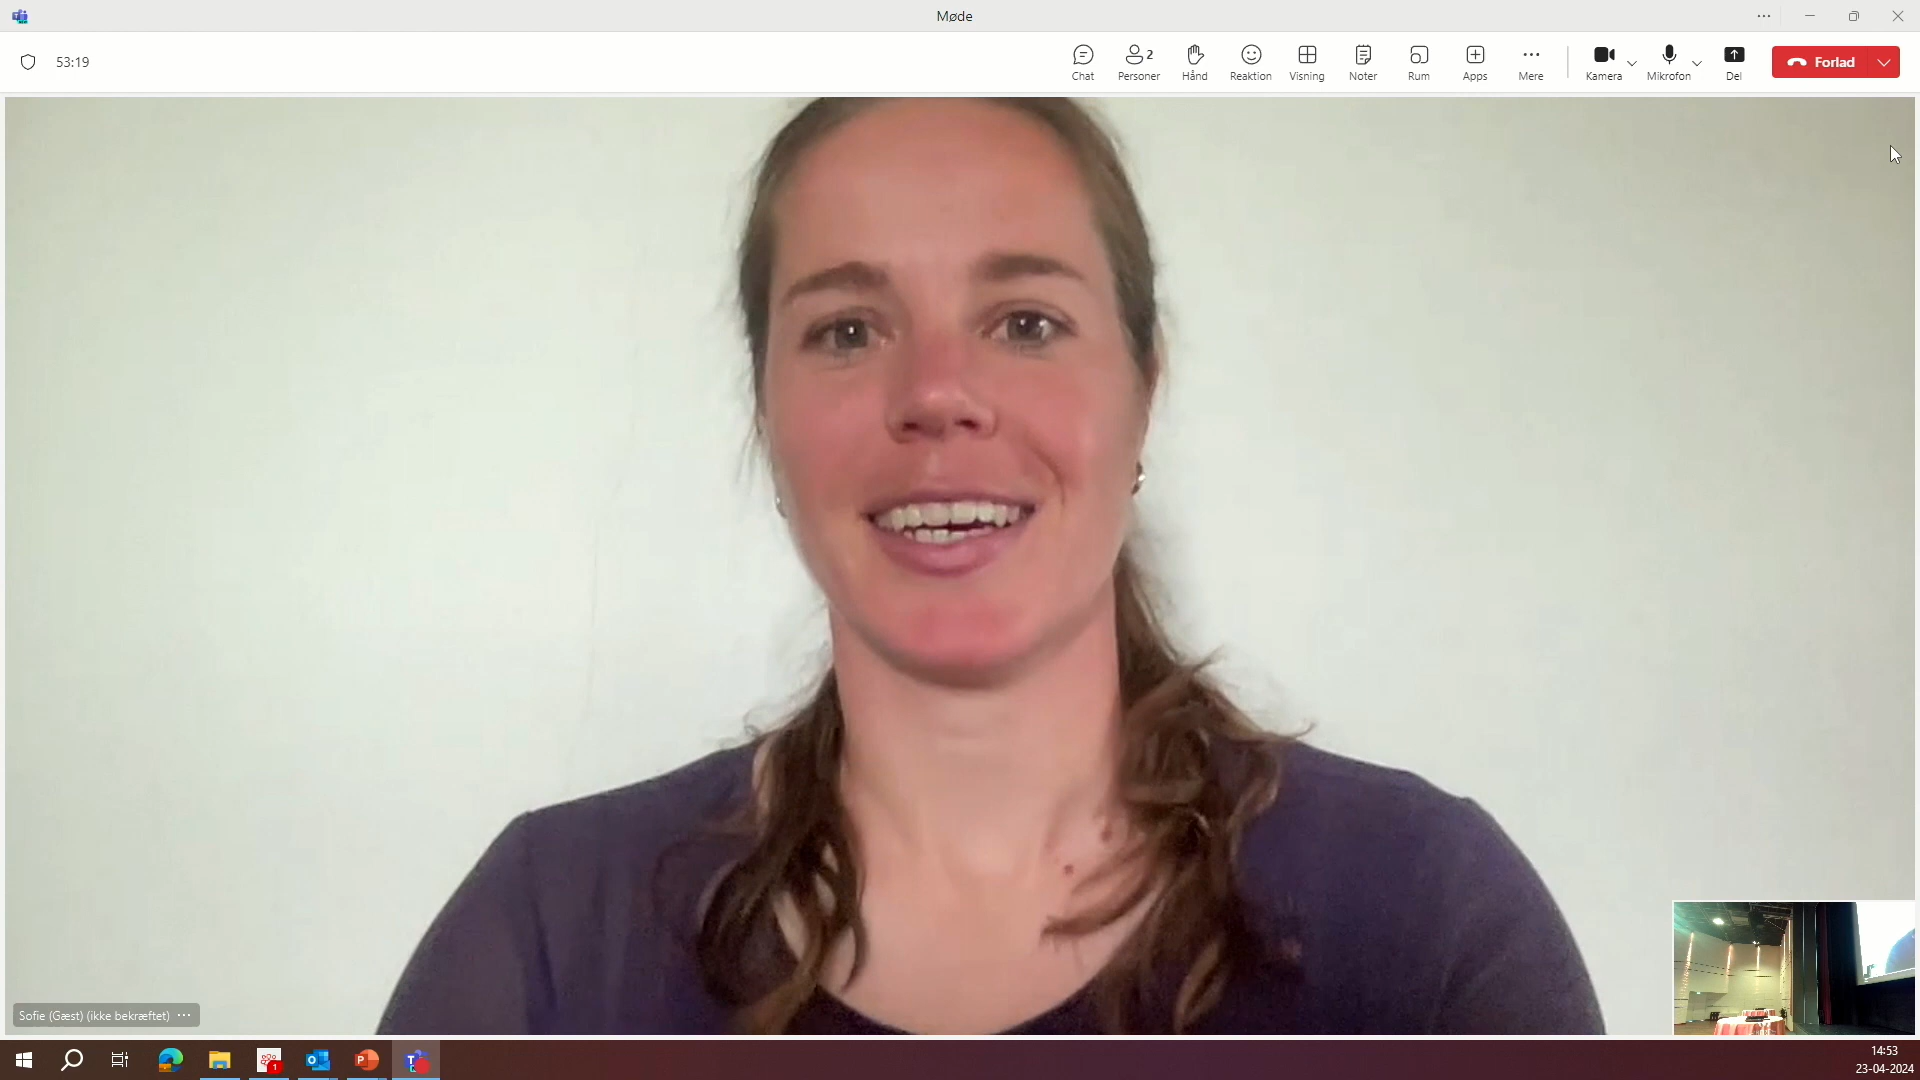 Møde
53:19
Chat
Personer 2
Hånd
Reaktion
Visning
Noter
Rum
Apps
Mere
Kamera
Mikrofon
Del
Forlad
Sofie (Gæst) (ikke bekræftet)
1
14:53
23-04-2024